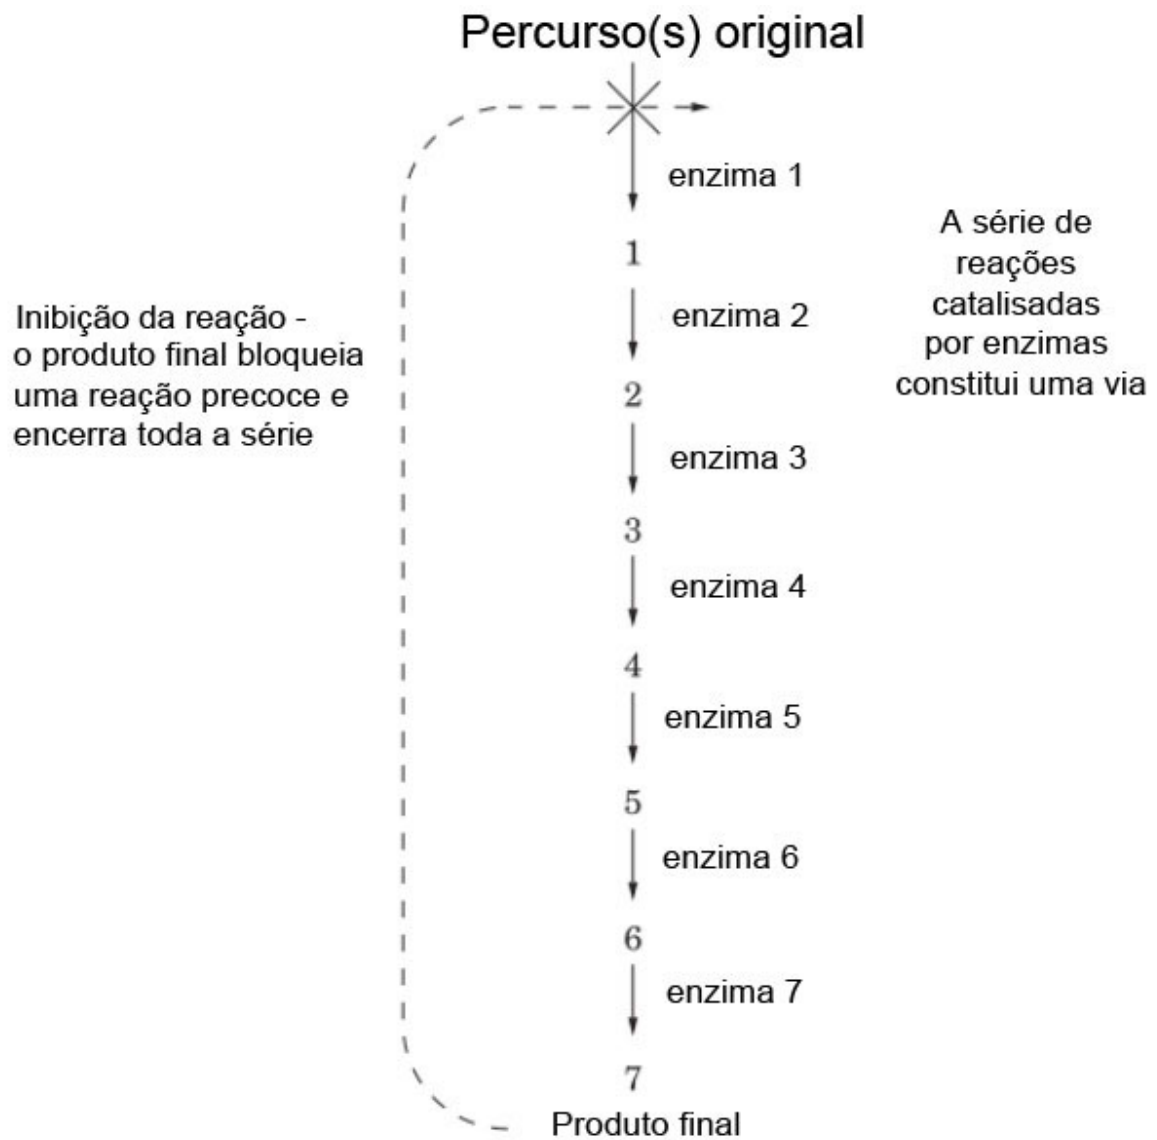 Percurso(s) original
enzima 1
1
enzima 2
2
enzima 3
3
enzima 4
4
enzima 5
5
enzima 6
6
enzima 7
7
Produto final
Inibição da reação -
o produto final bloqueia
uma reação precoce e
encerra toda a série
A série de
reações
catalisadas
por enzimas
constitui uma via